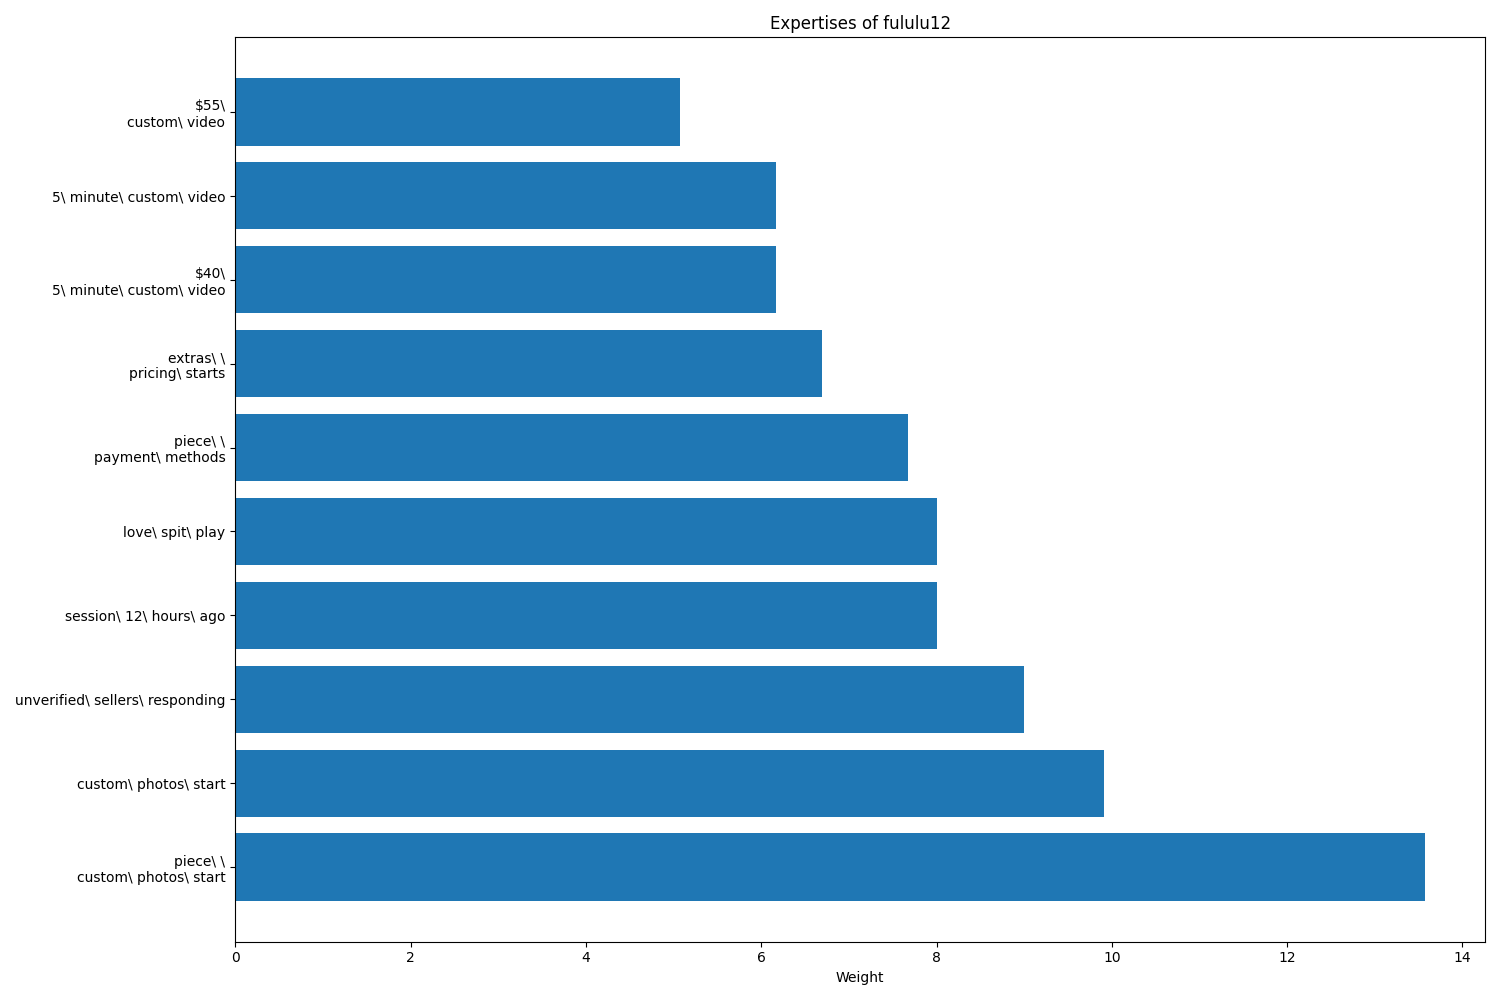 Expertises of fululu12
$55\
custom\ video
5\ minute\ custom\ video
$40\
5\ minute\ custom\ video
extras\ \
pricing\ starts
piece\ \
payment\ methods
love\ spit\ play
session\ 12\ hours\ ago
unverified\ sellers\ responding
custom\ photos\ start
piece\ \
custom\ photos\ start
0 2 4 6 8 10 12 14
Weight